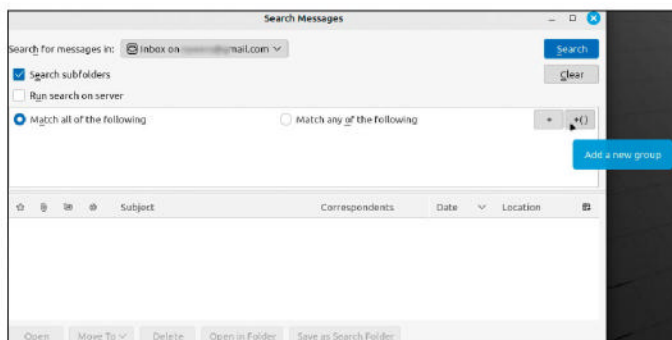 Search Messages
Search for messages in: Inbox on mail.com
Search
Search subfolders
Clear
Run search on server
Match all of the following
Match any of the following
+
+()
Add a new group
Subject Correspondents Date Location
Open Move To Delete Open in Folder Save as Search Folder